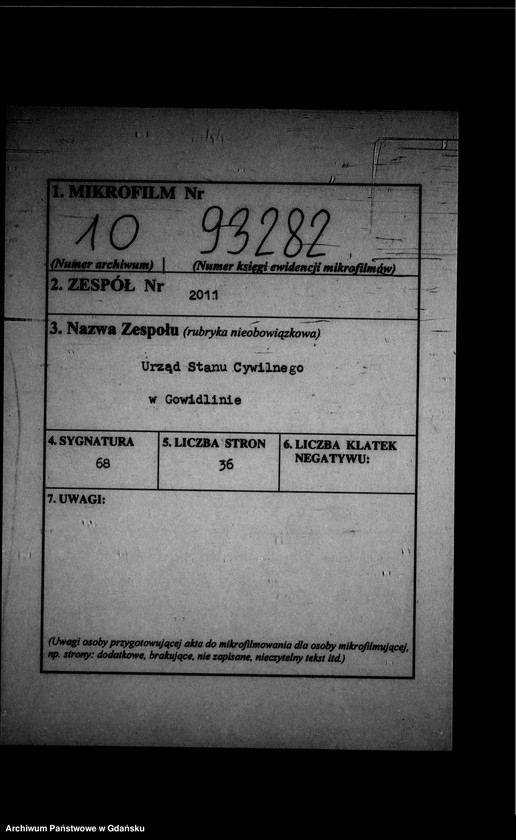 1. MIKROFILM Nr
10 93282
(Numer archiwum) (Numer księgi ewidencji mikrofilmów)
2. ZESPÓŁ Nr
2011
3. Nazwa Zespołu (rubryka nieobowiązkowa)
Urząd Stanu Cywilnego
w Gowidlinie
4. SYGNATURA 5. LICZBA STRON 6. LICZBA KLATEK
NEGATYWU:
68 36
7. UWAGI:
(Uwagi osoby przygotowującej akta do mikrofilmowania dla osoby mikrofilmującej,
np. strony: dodatkowe, brakujące, nie zapisane, nieczytelny tekst itd.)
Archiwum Państwowe w Gdańsku